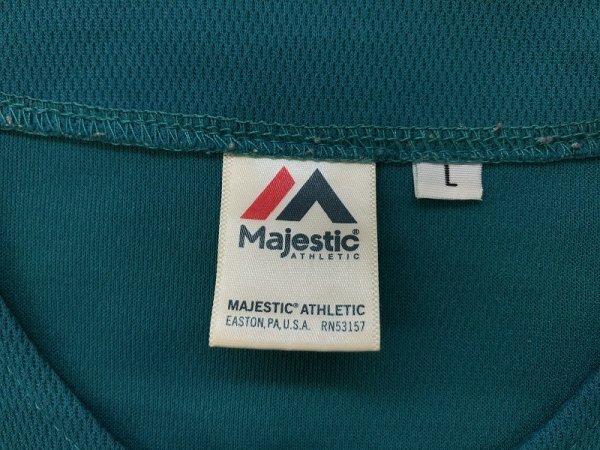 Majestic®
ATHLETIC
MAJESTIC® ATHLETIC
EASTON, PA, U.S.A. RN53157
L